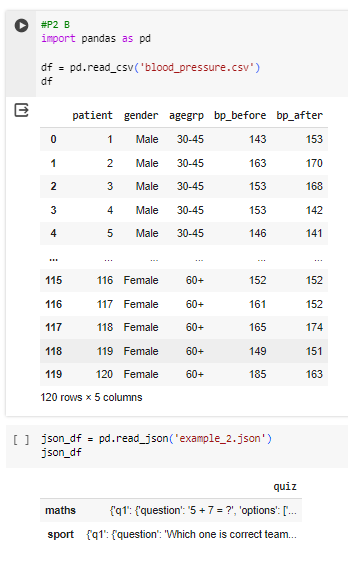 #P2 B
import pandas as pd
df = pd.read_csv('blood_pressure.csv')
df
patient gender agegrp bp_before bp_after
0 1 Male 30-45 143 153
1 2 Male 30-45 163 170
2 3 Male 30-45 153 168
3 4 Male 30-45 153 142
4 5 Male 30-45 146 141
... ... ... ... ... ...
115 116 Female 60+ 152 152
116 117 Female 60+ 161 152
117 118 Female 60+ 165 174
118 119 Female 60+ 149 151
119 120 Female 60+ 185 163
120 rows × 5 columns
[ ] json_df = pd.read_json('example_2.json')
json_df
quiz
maths {'q1': {'question': '5 + 7 = ?', 'options': ['...
sport {'q1': {'question': 'Which one is correct team...